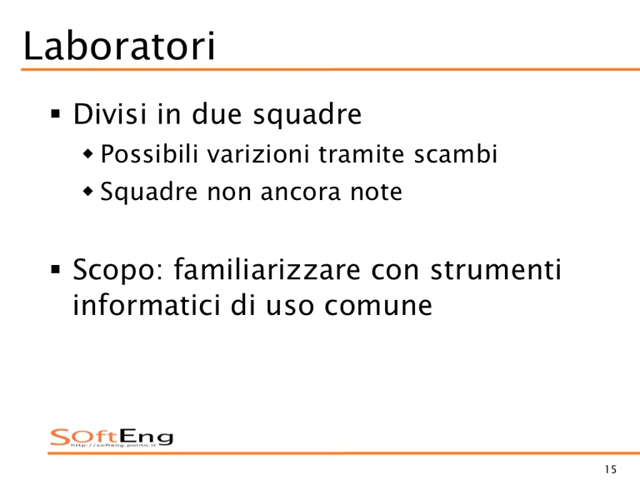 Laboratori
▪ Divisi in due squadre
◆ Possibili varizioni tramite scambi
◆ Squadre non ancora note
▪ Scopo: familiarizzare con strumenti
informatici di uso comune
SOftEng
http://softeng.polito.it
15